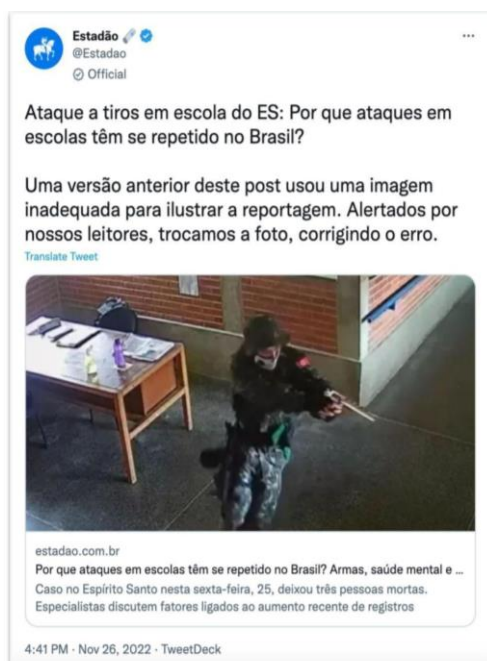 Estadão
@Estadao
Official
Ataque a tiros em escola do ES: Por que ataques em
escolas têm se repetido no Brasil?
Uma versão anterior deste post usou uma imagem
inadequada para ilustrar a reportagem. Alertados por
nossos leitores, trocamos a foto, corrigindo o erro.
Translate Tweet
estadao.com.br
Por que ataques em escolas têm se repetido no Brasil? Armas, saúde mental e ...
Caso no Espírito Santo nesta sexta-feira, 25, deixou três pessoas mortas.
Especialistas discutem fatores ligados ao aumento recente de registros
4:41 PM · Nov 26, 2022 · TweetDeck